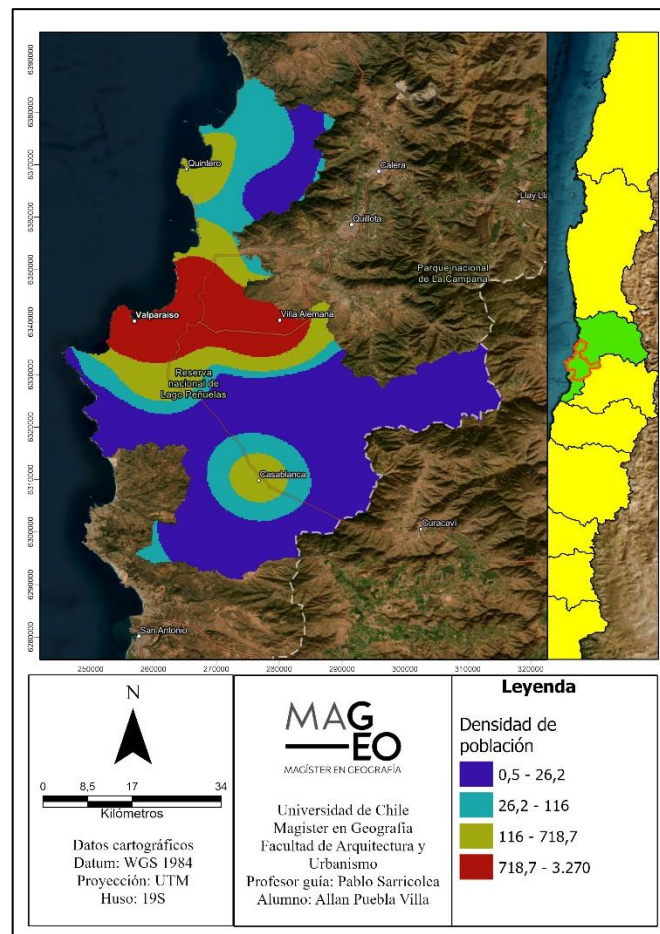 6390000
6380000
6370000
6360000
6350000
6340000
6330000
6320000
6310000
6300000
6290000
6280000
Quintero
Calera
Quillota
Parque nacional
de La Campana
Valparaíso
Villa Alemana
Reserva
nacional de
Lago Peñuelas
Casablanca
Curacaví
San Antonio
250000 260000 270000 280000 290000 300000 310000 320000
N
0 8,5 17 34
Kilómetros
Datos cartográficos
Datum: WGS 1984
Proyección: UTM
Huso: 19S
MAGEO
MAGÍSTER EN GEOGRAFÍA
Universidad de Chile
Magister en Geografia
Facultad de Arquitectura y
Urbanismo
Profesor guía: Pablo Sarricolea
Alumno: Allan Puebla Villa
Leyenda
Densidad de
población
0,5 - 26,2
26,2 - 116
116 - 718,7
718,7 - 3.270